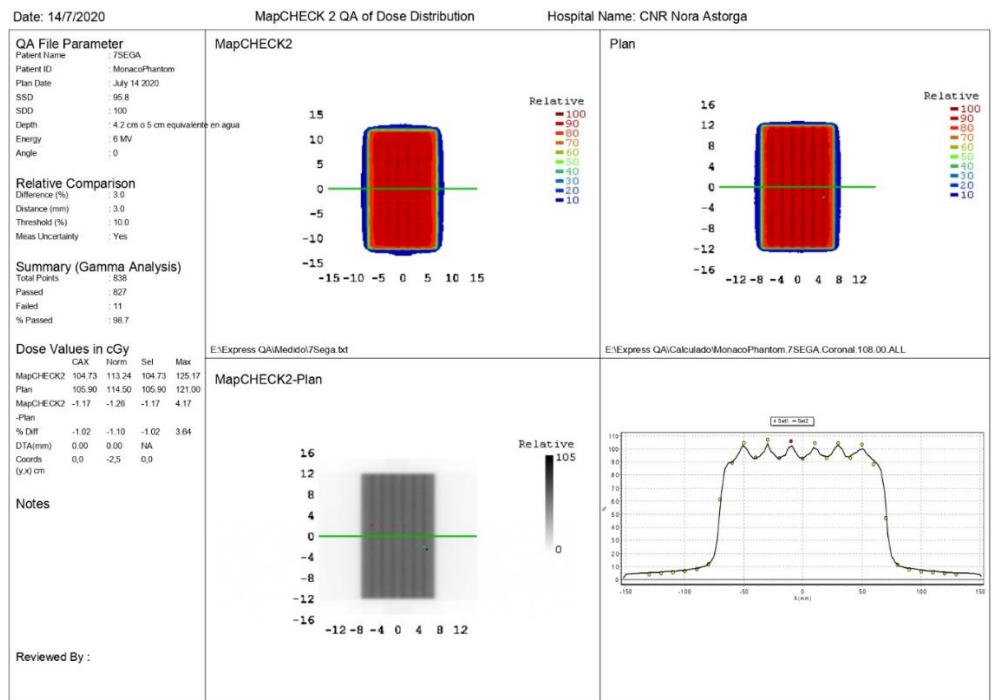 Date: 14/7/2020 MapCHECK 2 QA of Dose Distribution Hospital Name: CNR Nora Astorga
QA File Parameter
Patient Name : 7SEGA
Patient ID : MonacoPhantom
Plan Date : July 14 2020
SSD : 95.8
SDD : 100
Depth : 4.2 cm o 5 cm equivalente en agua
Energy : 6 MV
Angle : 0
Relative Comparison
Difference (%) : 3.0
Distance (mm) : 3.0
Threshold (%) : 10.0
Meas Uncertainty : Yes
Summary (Gamma Analysis)
Total Points : 838
Passed : 827
Failed : 11
% Passed : 98.7
Dose Values in cGy
CAX Norm Sel Max
MapCHECK2 104.73 113.24 104.73 125.17
Plan 105.90 114.50 105.90 121.00
MapCHECK2 -1.17 -1.26 -1.17 4.17
-Plan
% Diff -1.02 -1.10 -1.02 3.64
DTA(mm) 0.00 0.00 NA
Coords 0,0 -2,5 0,0
(y,x) cm
Notes
Reviewed By :
MapCHECK2
Relative
100
90
80
70
60
50
40
30
20
10
15
10
5
0
-5
-10
-15
-15 -10 -5 0 5 10 15
E:\Express QA\Medido\7Sega.txt
Plan
Relative
100
90
80
70
60
50
40
30
20
10
16
12
8
4
0
-4
-8
-12
-16
-12 -8 -4 0 4 8 12
E:\Express QA\Calculado\MonacoPhantom.7SEGA.Coronal.108.00.ALL
MapCHECK2-Plan
Relative
105
0
16
12
8
4
0
-4
-8
-12
-16
-12 -8 -4 0 4 8 12
Set1 Set2
110
100
90
80
70
60
50
40
30
20
10
0
%
-150 -100 -50 0 50 100 150
X(mm)